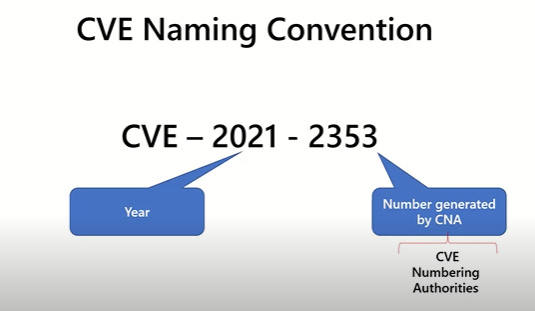 CVE Naming Convention
CVE – 2021 - 2353
Year
Number generated
by CNA
CVE
Numbering
Authorities